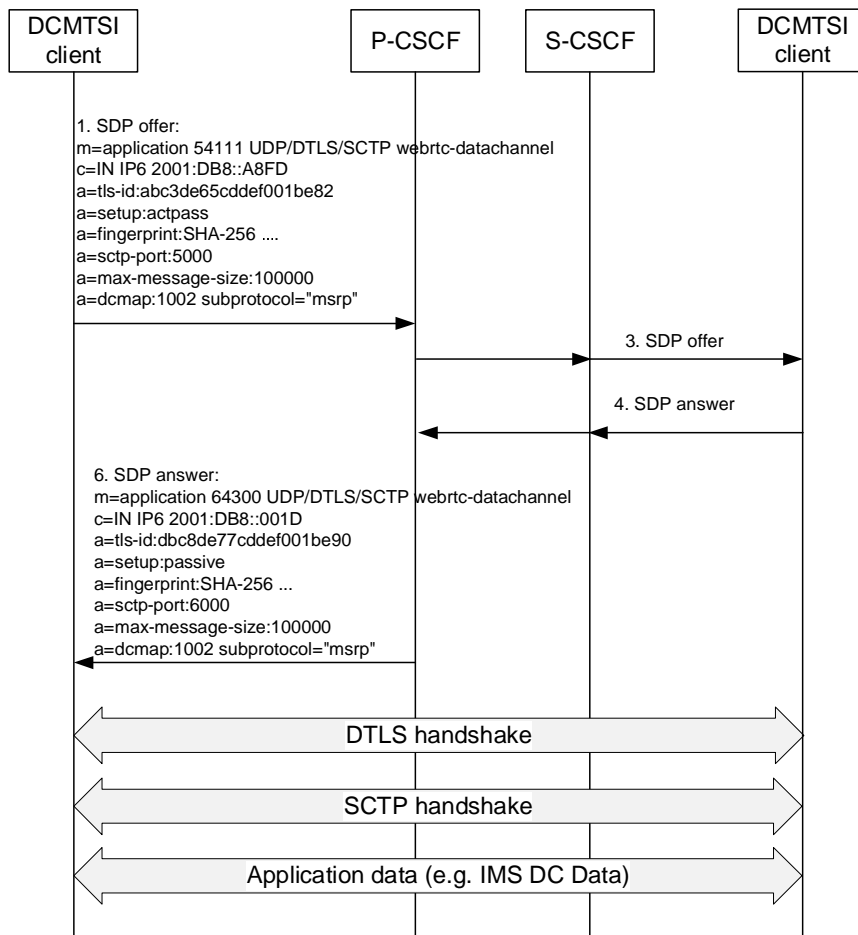 DCMTSI
client
P-CSCF
S-CSCF
DCMTSI
client
1. SDP offer:
m=application 54111 UDP/DTLS/SCTP webrtc-datachannel
c=IN IP6 2001:DB8::A8FD
a=tls-id:abc3de65cddef001be82
a=setup:actpass
a=fingerprint:SHA-256 ....
a=sctp-port:5000
a=max-message-size:100000
a=dcmap:1002 subprotocol="msrp"
3. SDP offer
4. SDP answer
6. SDP answer:
m=application 64300 UDP/DTLS/SCTP webrtc-datachannel
c=IN IP6 2001:DB8::001D
a=tls-id:dbc8de77cddef001be90
a=setup:passive
a=fingerprint:SHA-256 ...
a=sctp-port:6000
a=max-message-size:100000
a=dcmap:1002 subprotocol="msrp"
DTLS handshake
SCTP handshake
Application data (e.g. IMS DC Data)